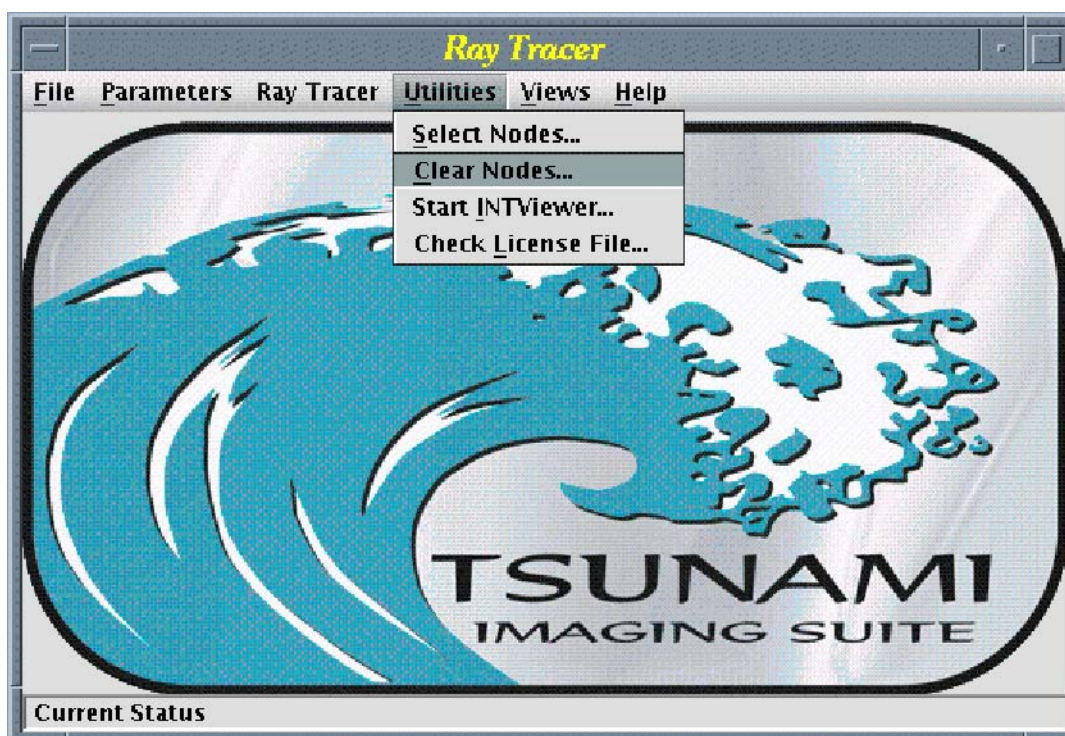 Ray Tracer
File Parameters Ray Tracer Utilities Views Help
Select Nodes...
Clear Nodes...
Start INTViewer...
Check License File...
TSUNAMI
IMAGING SUITE
Current Status